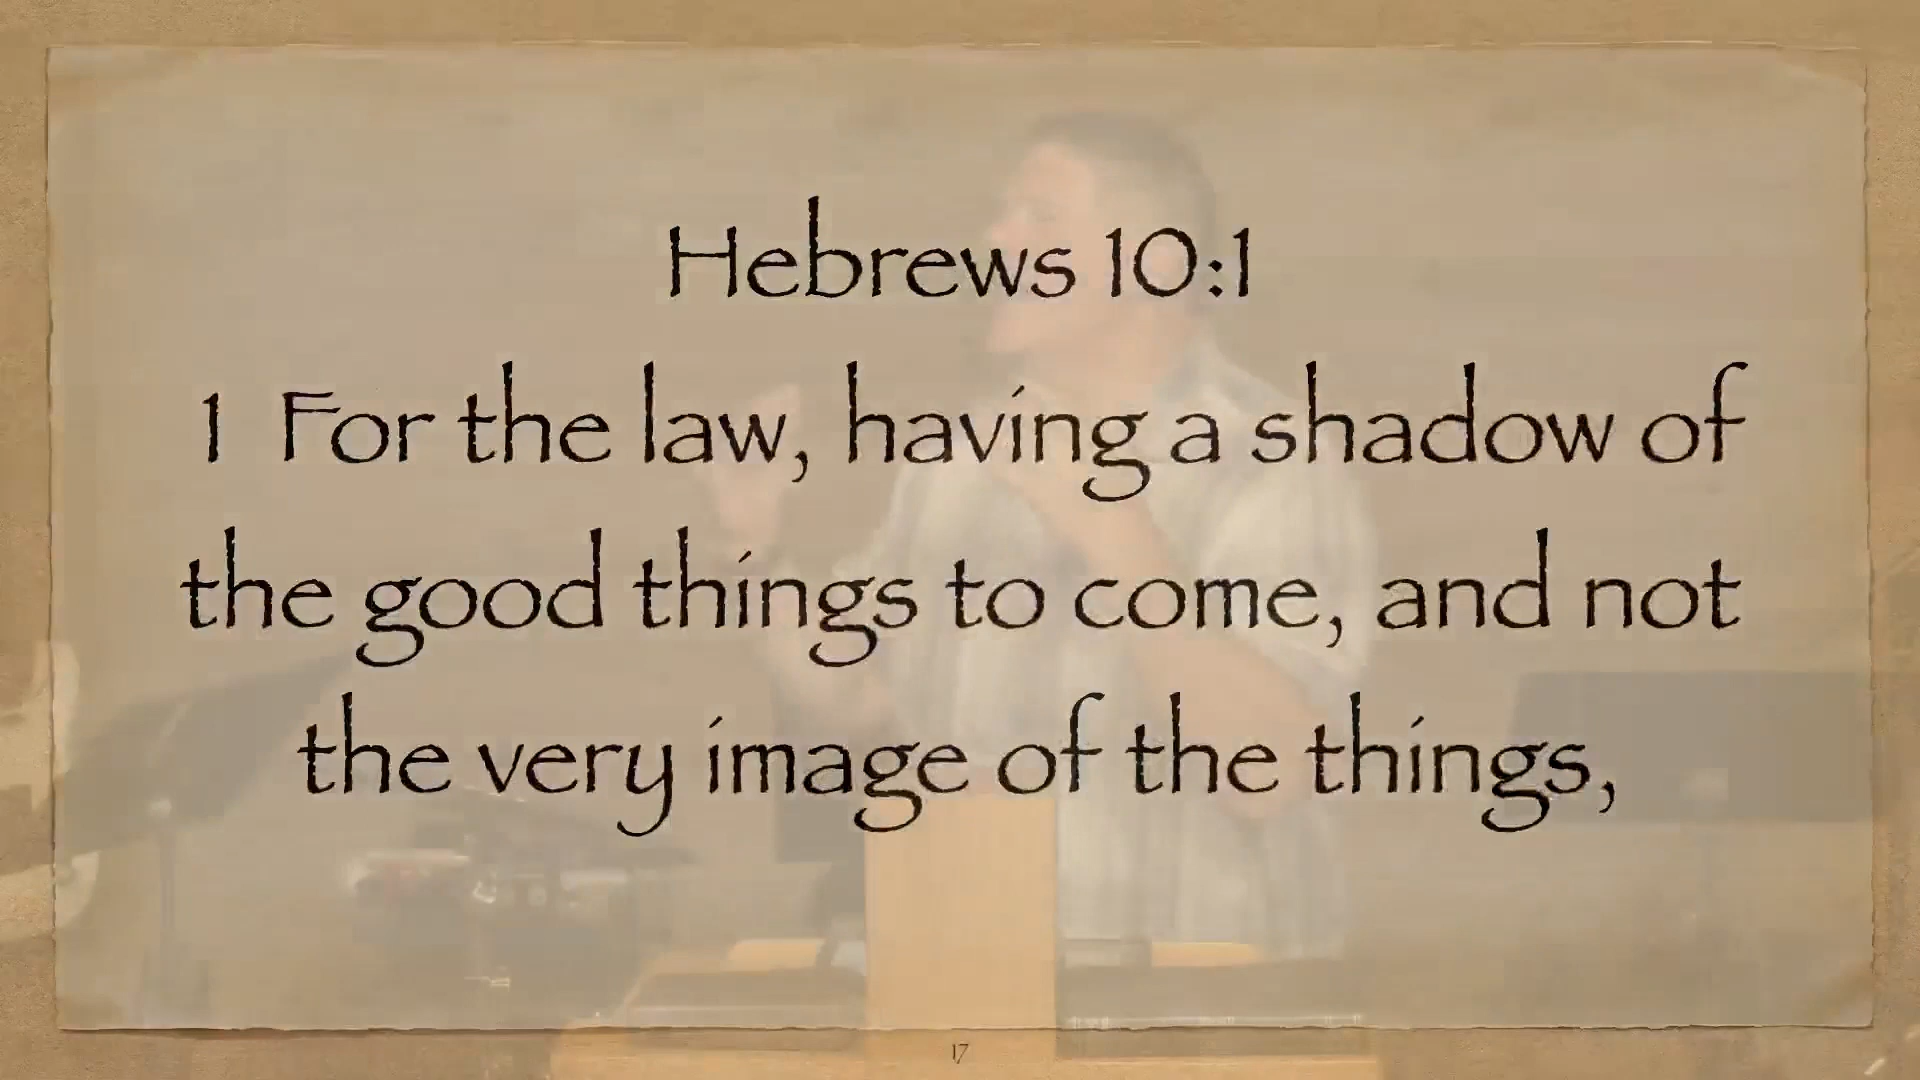 Hebrews 10:1
1 For the law, having a shadow of
the good things to come, and not
the very image of the things,
17